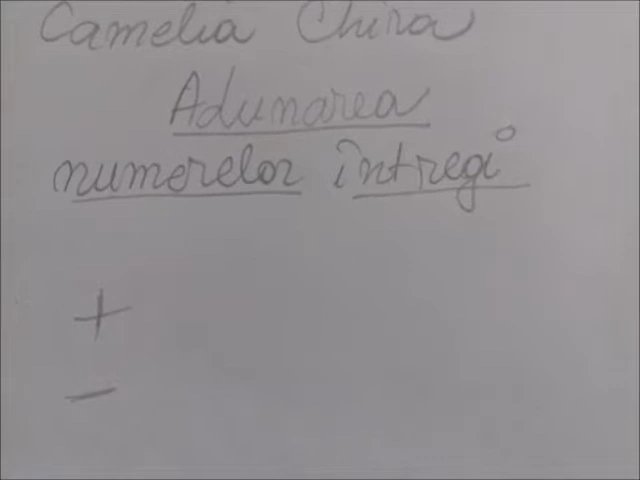 Camelia Chira
Adunarea
numerelor întregi
+
-